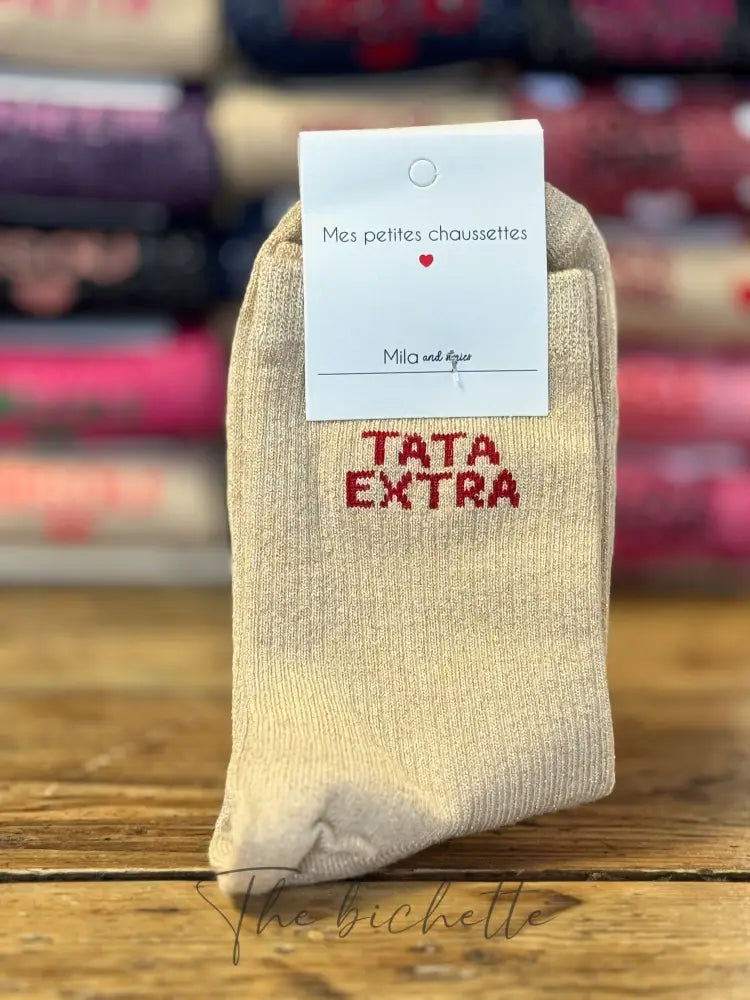 Mes petites chaussettes
Mila and stories
TATA
EXTRA
The bichette